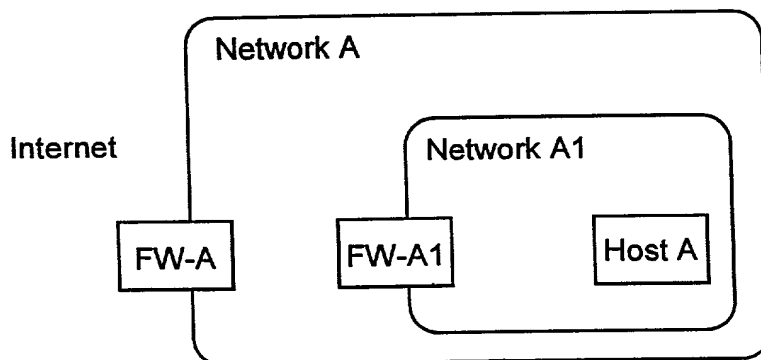 Network A
Internet
Network A1
FW-A
FW-A1
Host A